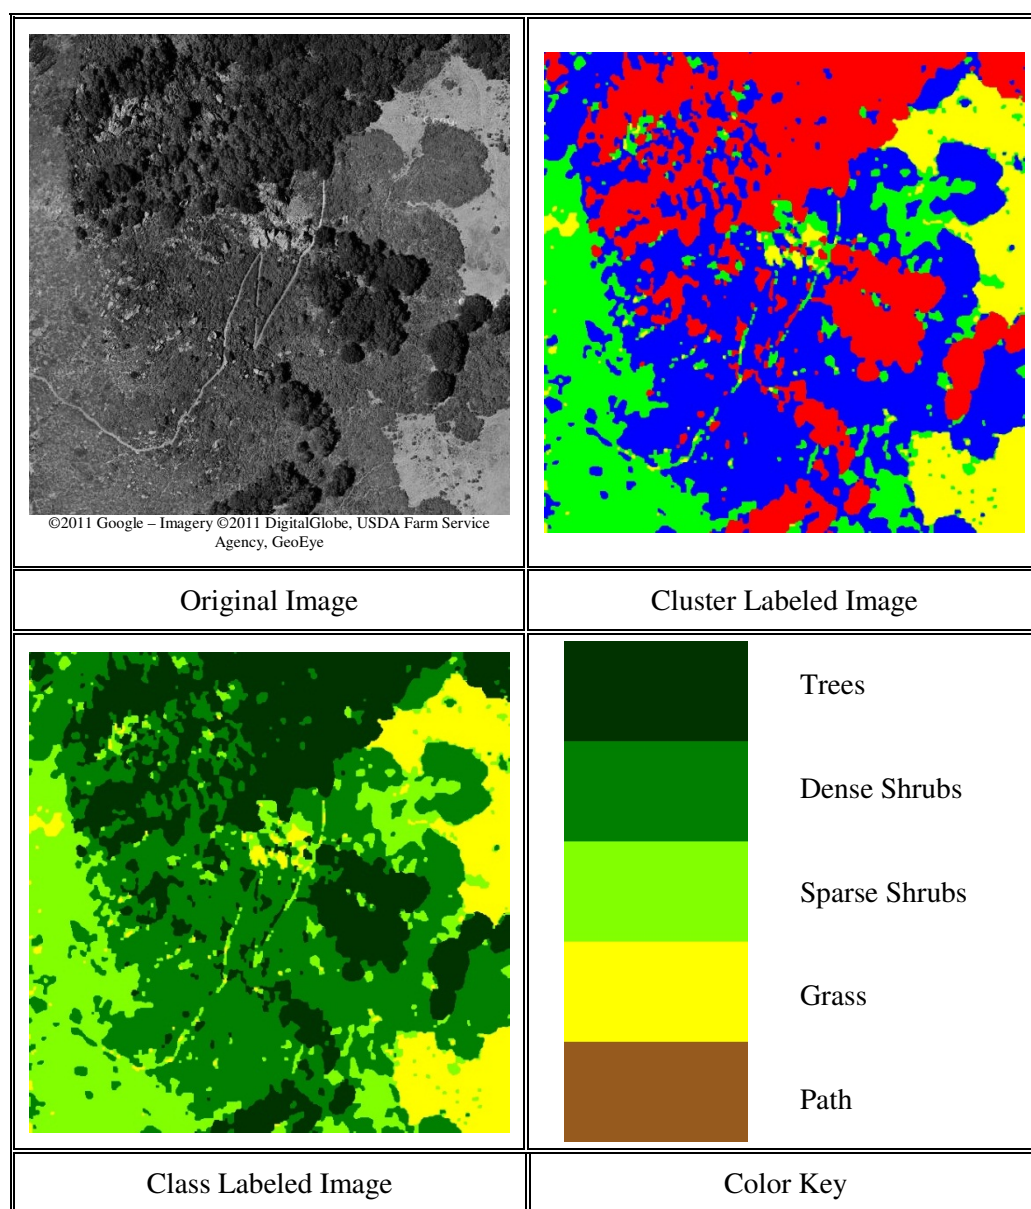 ©2011 Google – Imagery ©2011 DigitalGlobe, USDA Farm Service
Agency, GeoEye
Original Image
Cluster Labeled Image
Trees
Dense Shrubs
Sparse Shrubs
Grass
Path
Class Labeled Image
Color Key